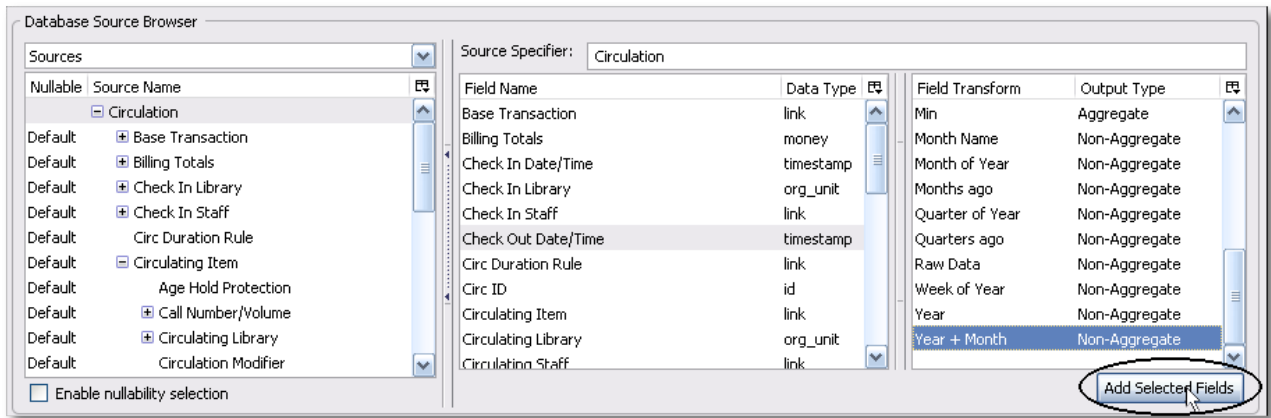 Database Source Browser
Sources
Nullable Source Name
Circulation
Default Base Transaction
Default Billing Totals
Default Check In Library
Default Check In Staff
Default Circ Duration Rule
Default Circulating Item
Default Age Hold Protection
Default Call Number/Volume
Default Circulating Library
Default Circulation Modifier
Enable nullability selection
Source Specifier: Circulation
Field Name Data Type
Base Transaction link
Billing Totals money
Check In Date/Time timestamp
Check In Library org_unit
Check In Staff link
Check Out Date/Time timestamp
Circ Duration Rule link
Circ ID id
Circulating Item link
Circulating Library org_unit
Circulating Staff link
Field Transform Output Type
Min Aggregate
Month Name Non-Aggregate
Month of Year Non-Aggregate
Months ago Non-Aggregate
Quarter of Year Non-Aggregate
Quarters ago Non-Aggregate
Raw Data Non-Aggregate
Week of Year Non-Aggregate
Year Non-Aggregate
Year + Month Non-Aggregate
Add Selected Fields